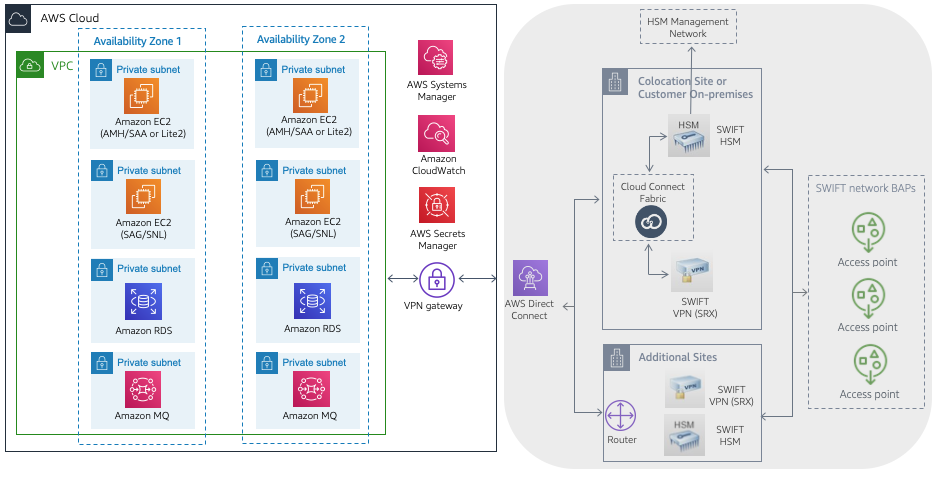 AWS Cloud
Availability Zone 1
Availability Zone 2
VPC
Private subnet
Amazon EC2
(AMH/SAA or Lite2)
Private subnet
Amazon EC2
(SAG/SNL)
Private subnet
Amazon RDS
Private subnet
Amazon MQ
Private subnet
Amazon EC2
(AMH/SAA or Lite2)
Private subnet
Amazon EC2
(SAG/SNL)
Private subnet
Amazon RDS
Private subnet
Amazon MQ
AWS Systems
Manager
Amazon
CloudWatch
AWS Secrets
Manager
VPN gateway
AWS Direct
Connect
HSM Management
Network
Colocation Site or
Customer On-premises
HSM
SWIFT
HSM
Cloud Connect
Fabric
VPN
SWIFT
VPN (SRX)
Additional Sites
VPN
SWIFT
VPN (SRX)
Router
HSM
SWIFT
HSM
SWIFT network BAPs
Access point
Access point
Access point